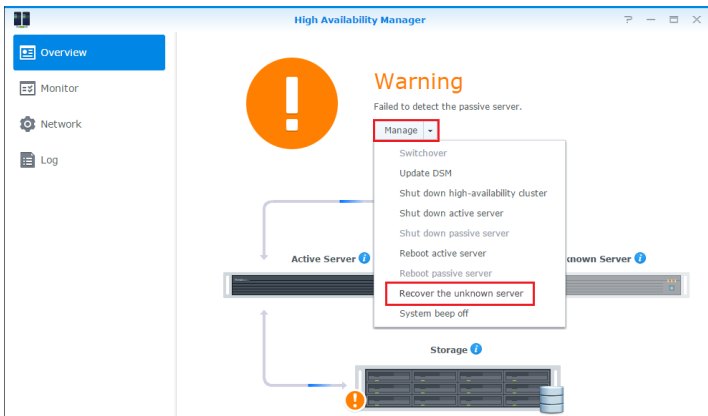 High Availability Manager
Overview
Monitor
Network
Log
Warning
Failed to detect the passive server.
Manage
Switchover
Update DSM
Shut down high-availability cluster
Shut down active server
Shut down passive server
Reboot active server
Reboot passive server
Recover the unknown server
System beep off
Active Server
known Server
Storage